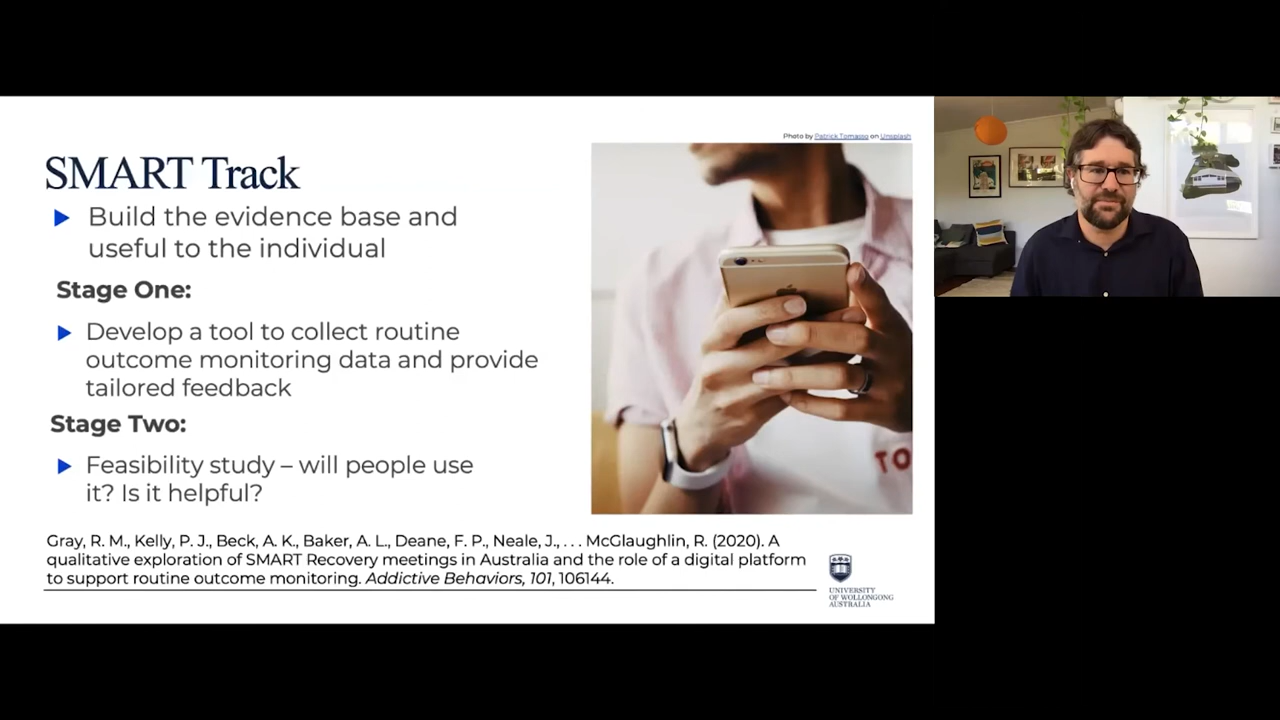 Photo by Patrick Tomasso on Unsplash
SMART Track
Build the evidence base and
useful to the individual
Stage One:
Develop a tool to collect routine
outcome monitoring data and provide
tailored feedback
Stage Two:
Feasibility study – will people use
it? Is it helpful?
TO
Gray, R. M., Kelly, P. J., Beck, A. K., Baker, A. L., Deane, F. P., Neale, J., . . . McGlaughlin, R. (2020). A
qualitative exploration of SMART Recovery meetings in Australia and the role of a digital platform
to support routine outcome monitoring. Addictive Behaviors, 101, 106144.
UNIVERSITY
OF WOLLONGONG
AUSTRALIA